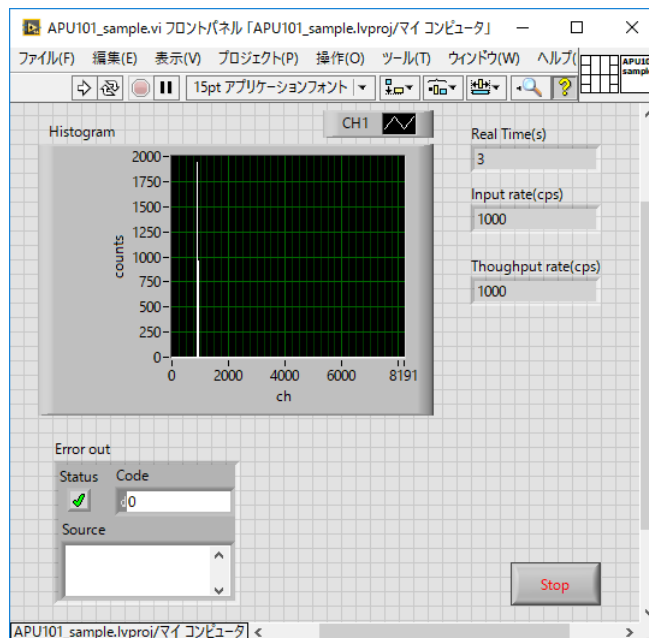 APU101_sample.vi フロントパネル「APU101_sample.lvproj/マイ コンピュータ」
ファイル(F) 編集(E) 表示(V) プロジェクト(P) 操作(O) ツール(T) ウィンドウ(W) ヘルプ(
15pt アプリケーションフォント
Histogram
CH1
2000
1750
1500
1250
1000
750
500
250
0
counts
0 2000 4000 6000 8191
ch
Real Time(s)
3
Input rate(cps)
1000
Thoughput rate(cps)
1000
Error out
Status Code
d 0
Source
Stop
APU101_sample.lvproj/マイ コンピュータ